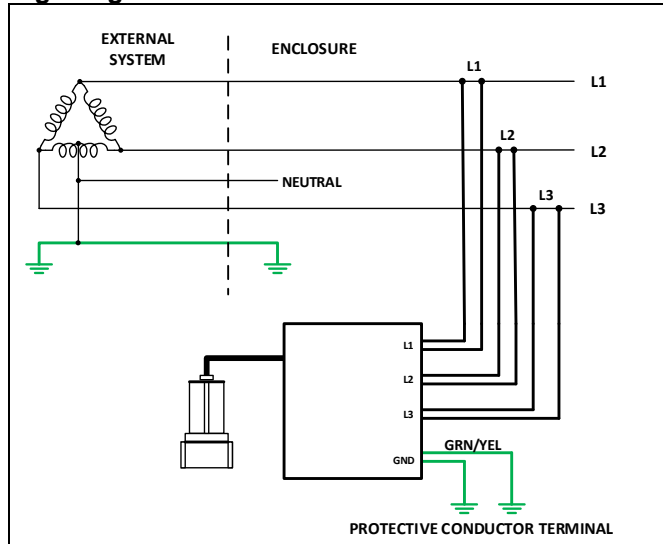 EXTERNAL
SYSTEM
ENCLOSURE
L1
L1
L2
L2
NEUTRAL
L3
L3
L1
L2
L3
GRN/YEL
GND
PROTECTIVE CONDUCTOR TERMINAL